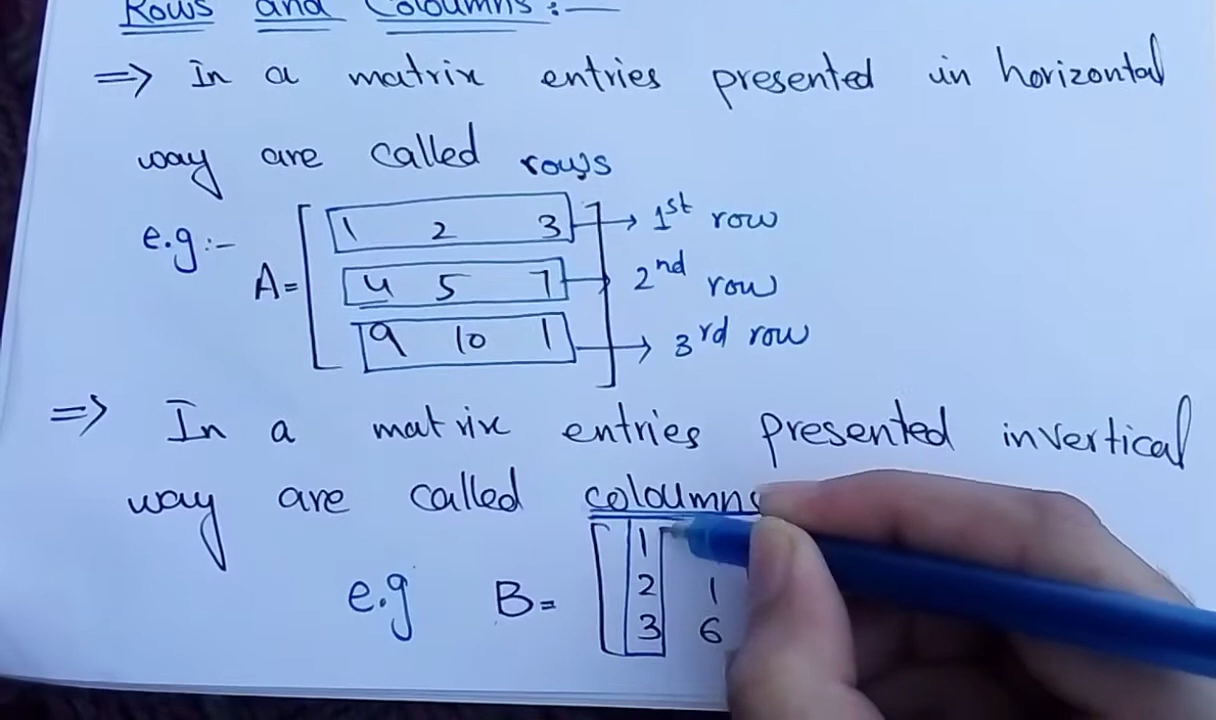 Rows and Coloumns :-
=> In a matrix entries presented in horizontal
way are called rows
e.g:-
A= [ 1 2 3 ] → 1st row
4 5 7 → 2nd row
9 10 1 → 3rd row
=> In a matrix entries presented in vertical
way are called coloumns
e.g B= [ 1
2 1
3 6